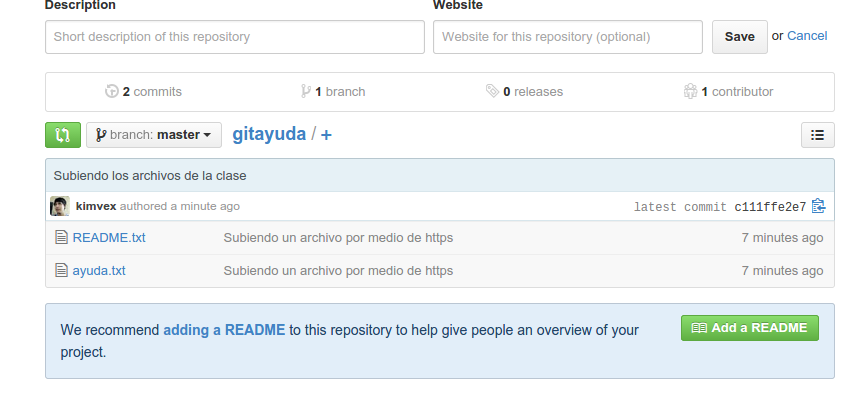 Description Website
Short description of this repository Website for this repository (optional) Save or Cancel
2 commits 1 branch 0 releases 1 contributor
branch: master gitayuda / +
Subiendo los archivos de la clase
kimvex authored a minute ago latest commit c111ffe2e7
README.txt Subiendo un archivo por medio de https 7 minutes ago
ayuda.txt Subiendo un archivo por medio de https 7 minutes ago
We recommend adding a README to this repository to help give people an overview of your
project.
Add a README